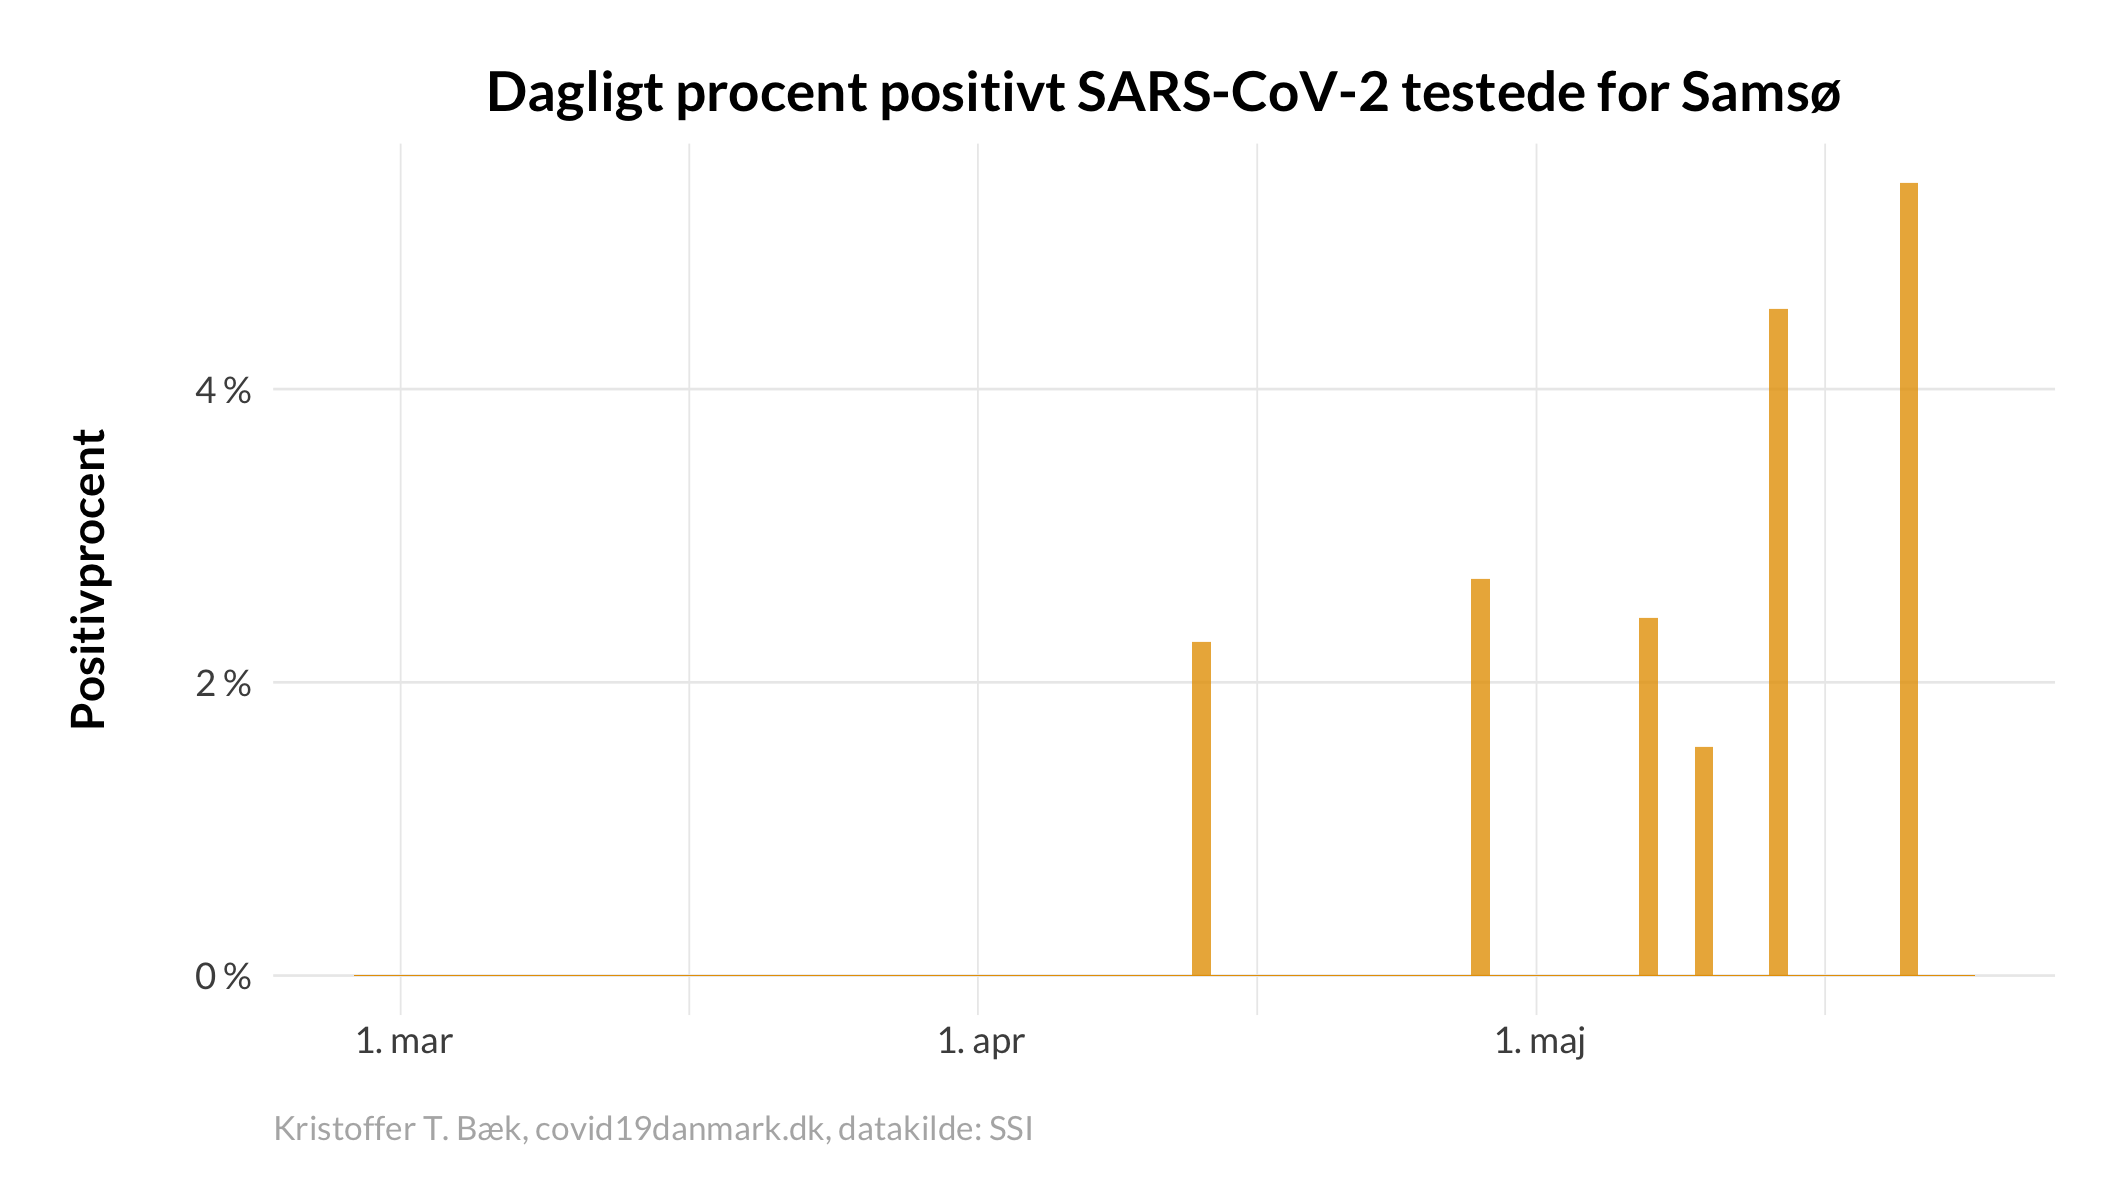 Dagligt procent positivt SARS-CoV-2 testede for Samsø
Positivprocent
4 %
2 %
0 %
1. mar
1. apr
1. maj
Kristoffer T. Bæk, covid19danmark.dk, datakilde: SSI